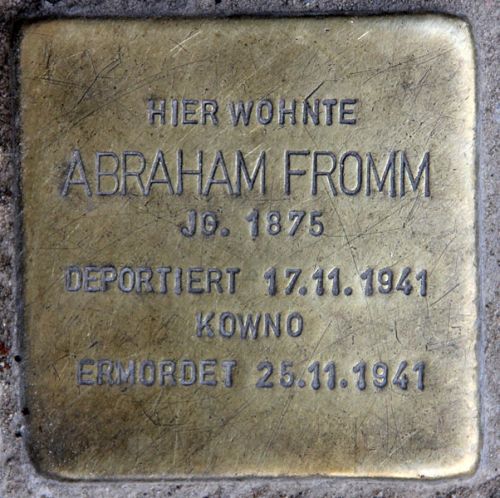 HIER WOHNTE
ABRAHAM FROMM
JG. 1875
DEPORTIERT 17.11.1941
KOWNO
ERMORDET 25.11.1941